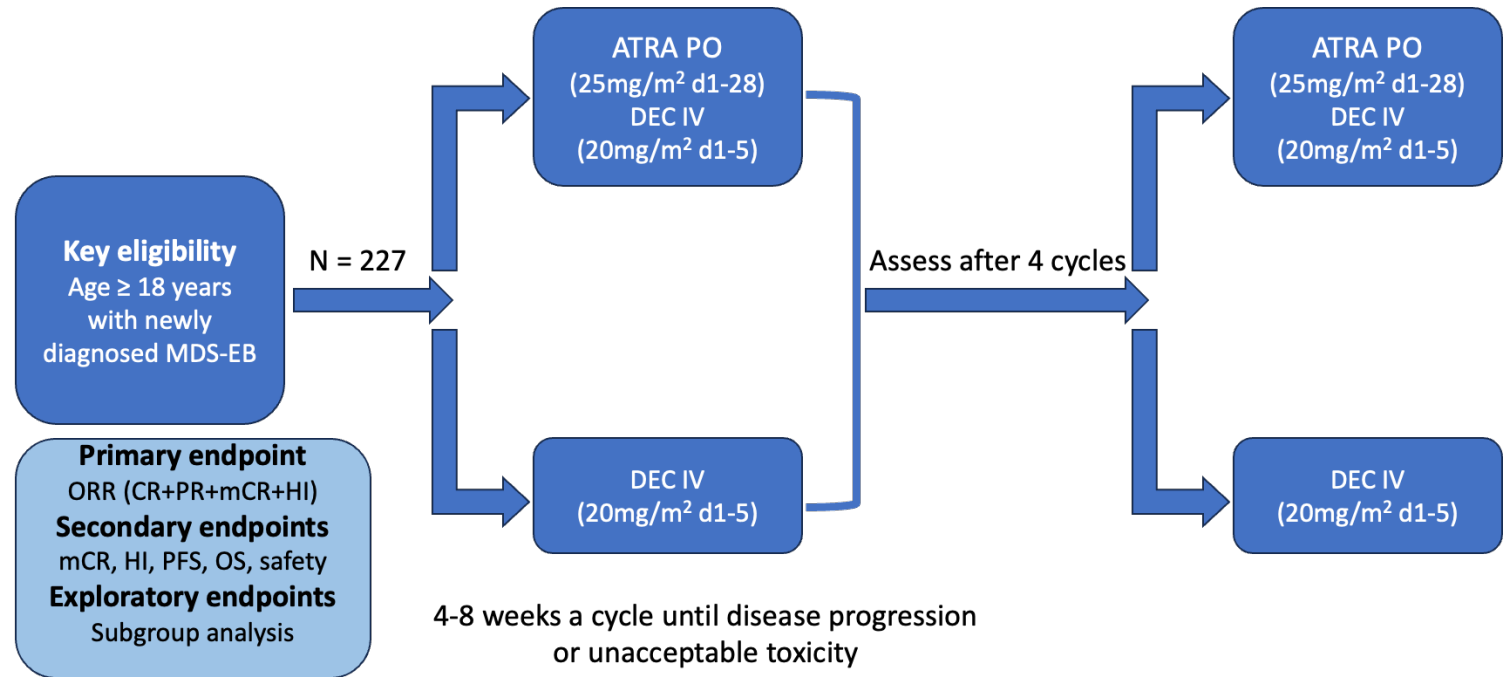 Key eligibility
Age ≥ 18 years
with newly
diagnosed MDS-EB
Primary endpoint
ORR (CR+PR+mCR+HI)
Secondary endpoints
mCR, HI, PFS, OS, safety
Exploratory endpoints
Subgroup analysis
N = 227
ATRA PO
(25mg/m² d1-28)
DEC IV
(20mg/m² d1-5)
DEC IV
(20mg/m² d1-5)
4-8 weeks a cycle until disease progression
or unacceptable toxicity
Assess after 4 cycles
ATRA PO
(25mg/m² d1-28)
DEC IV
(20mg/m² d1-5)
DEC IV
(20mg/m² d1-5)